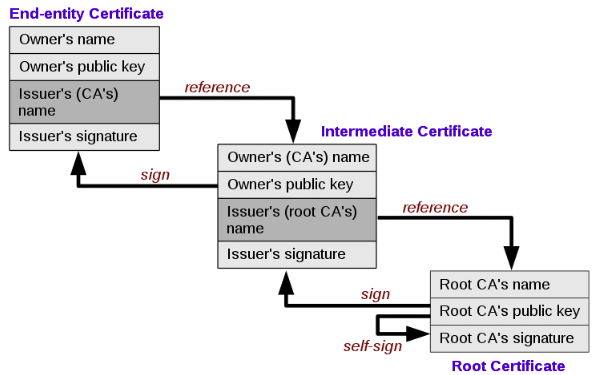 End-entity Certificate
Owner's name
Owner's public key
Issuer's (CA's)
name
Issuer's signature
reference
sign
Intermediate Certificate
Owner's (CA's) name
Owner's public key
Issuer's (root CA's)
name
Issuer's signature
reference
sign
self-sign
Root CA's name
Root CA's public key
Root CA's signature
Root Certificate